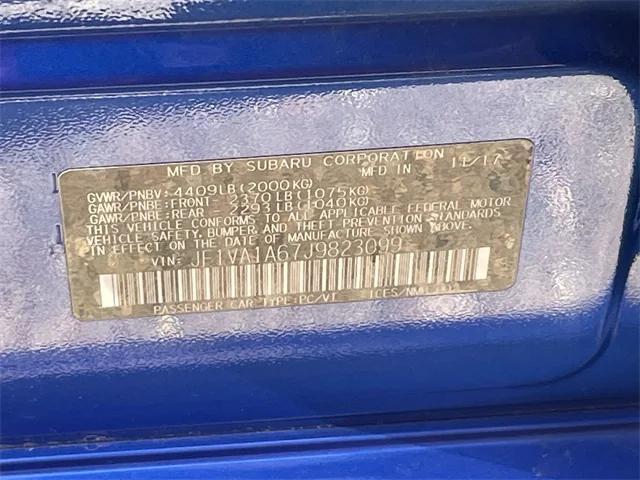 MFD BY SUBARU CORPORATION 11/17
GVWR/PNBV: 4409LB(2000KG) MFD IN
GAWR/PNBE:FRONT 2370LB(1075KG)
GAWR/PNBE:REAR 2293LB(1040KG)
THIS VEHICLE CONFORMS TO ALL APPLICABLE FEDERAL MOTOR
VEHICLE SAFETY, BUMPER, AND THEFT PREVENTION STANDARDS
IN EFFECT ON THE DATE OF MANUFACTURE SHOWN ABOVE.
VIN: JF1VA1A67J9823099
PASSENGER CAR TYPE:PC/VT